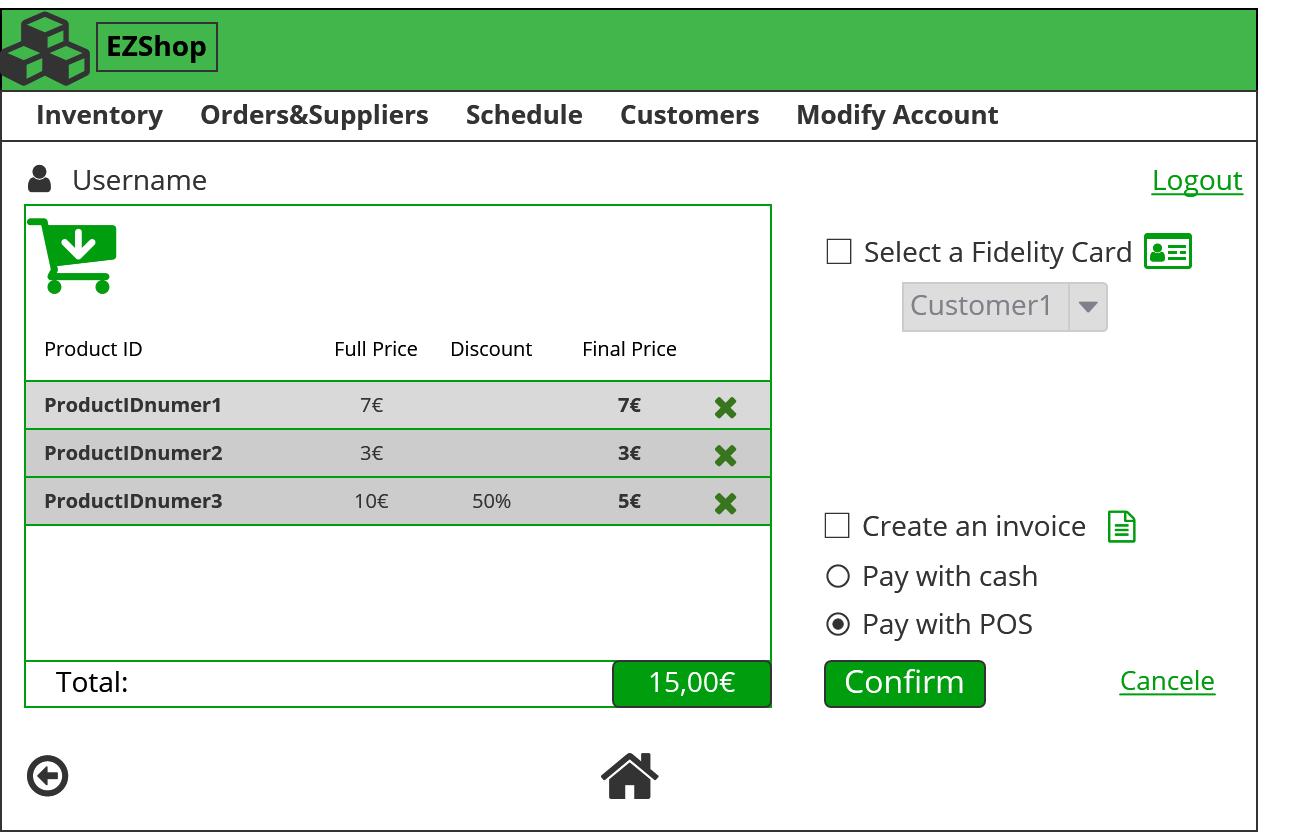 EZShop
Inventory Orders&Suppliers Schedule Customers Modify Account
Username
Logout
Select a Fidelity Card
Customer1
Product ID Full Price Discount Final Price
ProductIDnumer1 7€ 7€
ProductIDnumer2 3€ 3€
ProductIDnumer3 10€ 50% 5€
Create an invoice
Pay with cash
Pay with POS
Total: 15,00€
Confirm
Cancele